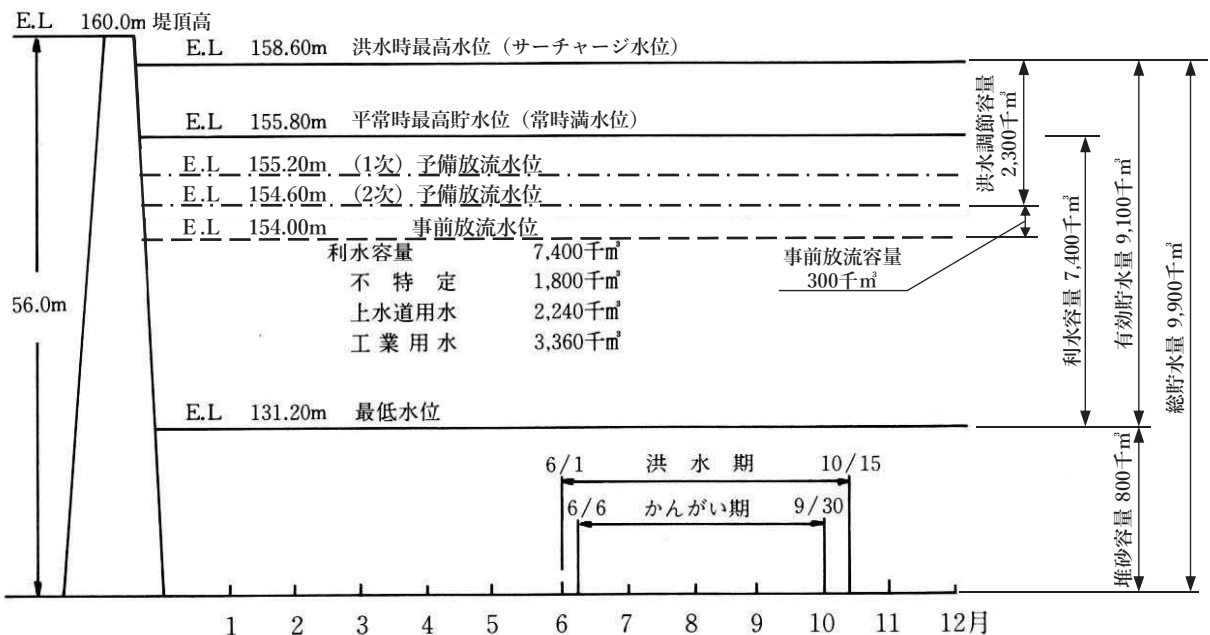 E.L 160.0m 堤頂高
E.L 158.60m 洪水時最高水位（サーチャージ水位）
E.L 155.80m 平常時最高貯水位（常時満水位）
E.L 155.20m （1次）予備放流水位
E.L 154.60m （2次）予備放流水位
E.L 154.00m 事前放流水位
利水容量 7,400千㎥
不特定 1,800千㎥
上水道用水 2,240千㎥
工業用水 3,360千㎥
56.0m
E.L 131.20m 最低水位
洪水調節容量
2,300千㎥
事前放流容量
300千㎥
利水容量 7,400千㎥
有効貯水量 9,100千㎥
総貯水量 9,900千㎥
堆砂容量 800千㎥
6/1 洪水期 10/15
6/6 かんがい期 9/30
1 2 3 4 5 6 7 8 9 10 11 12月